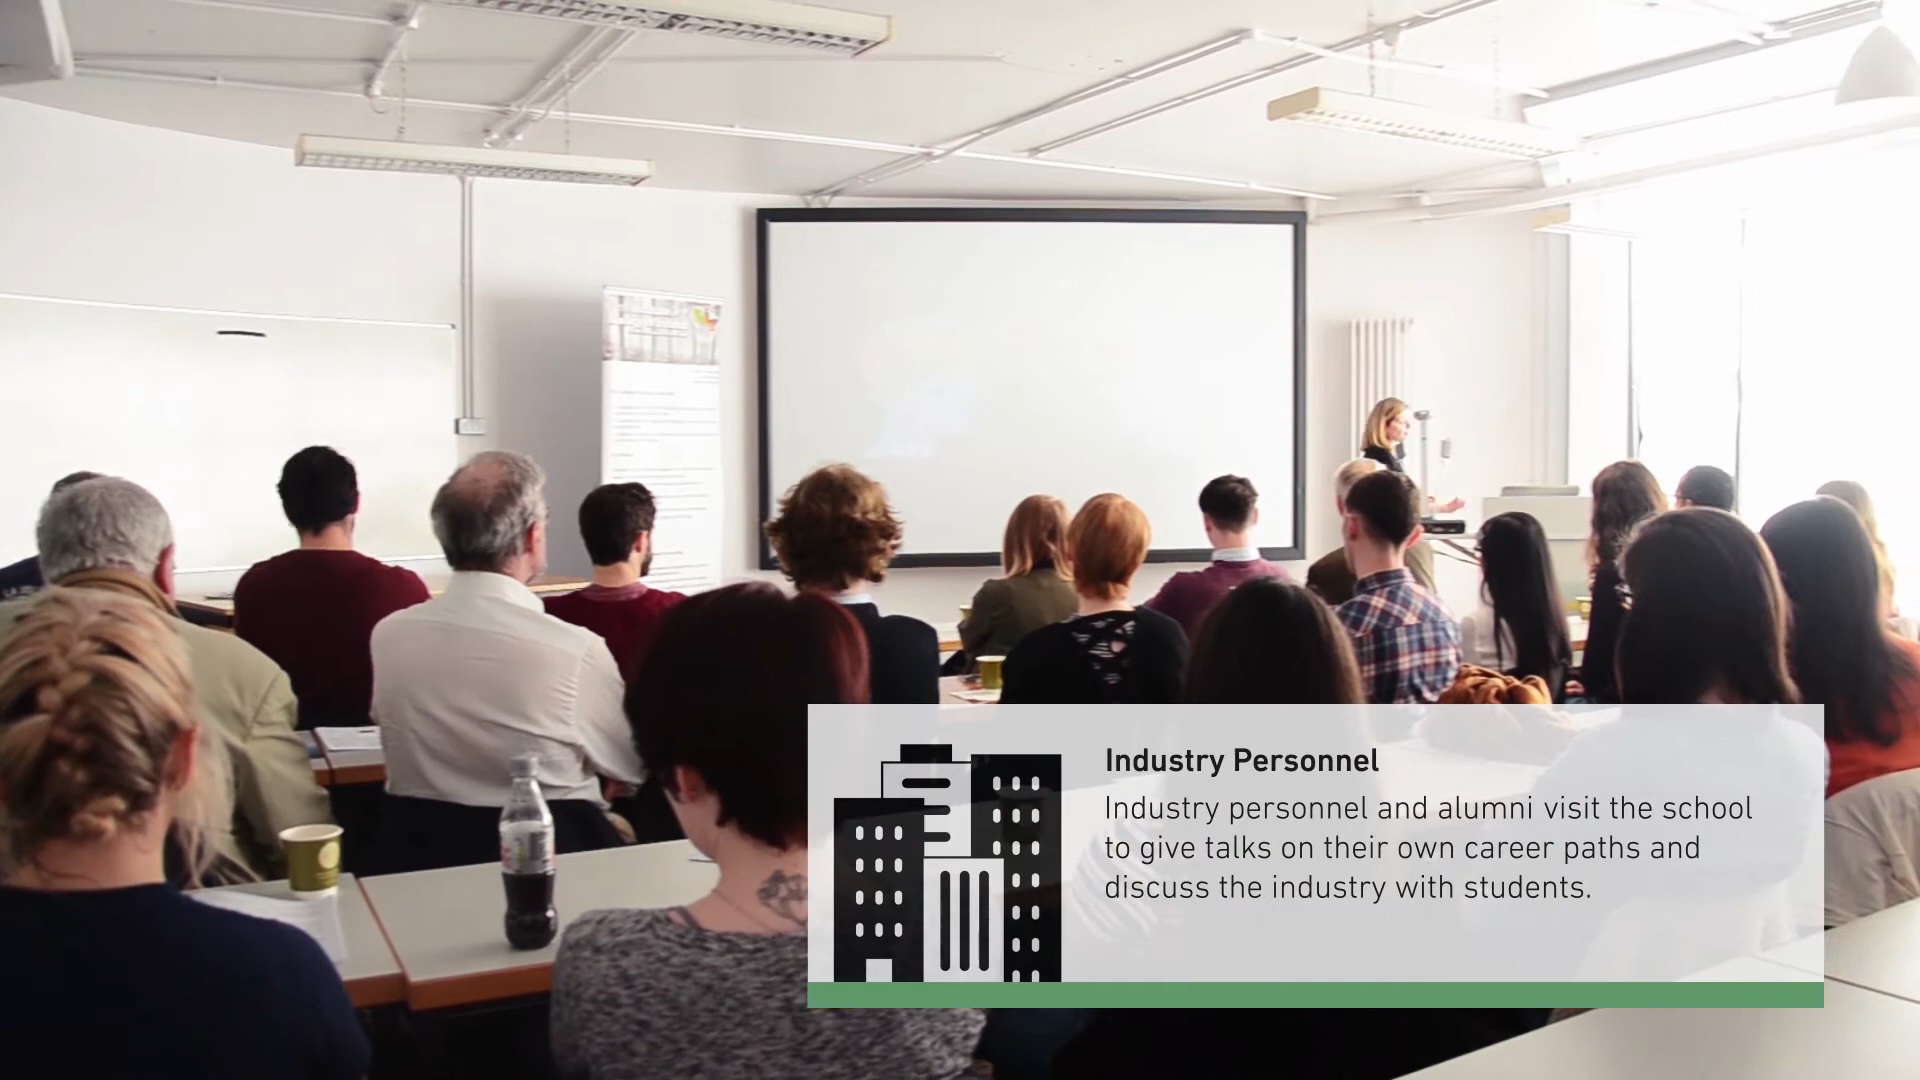 Industry Personnel
Industry personnel and alumni visit the school
to give talks on their own career paths and
discuss the industry with students.